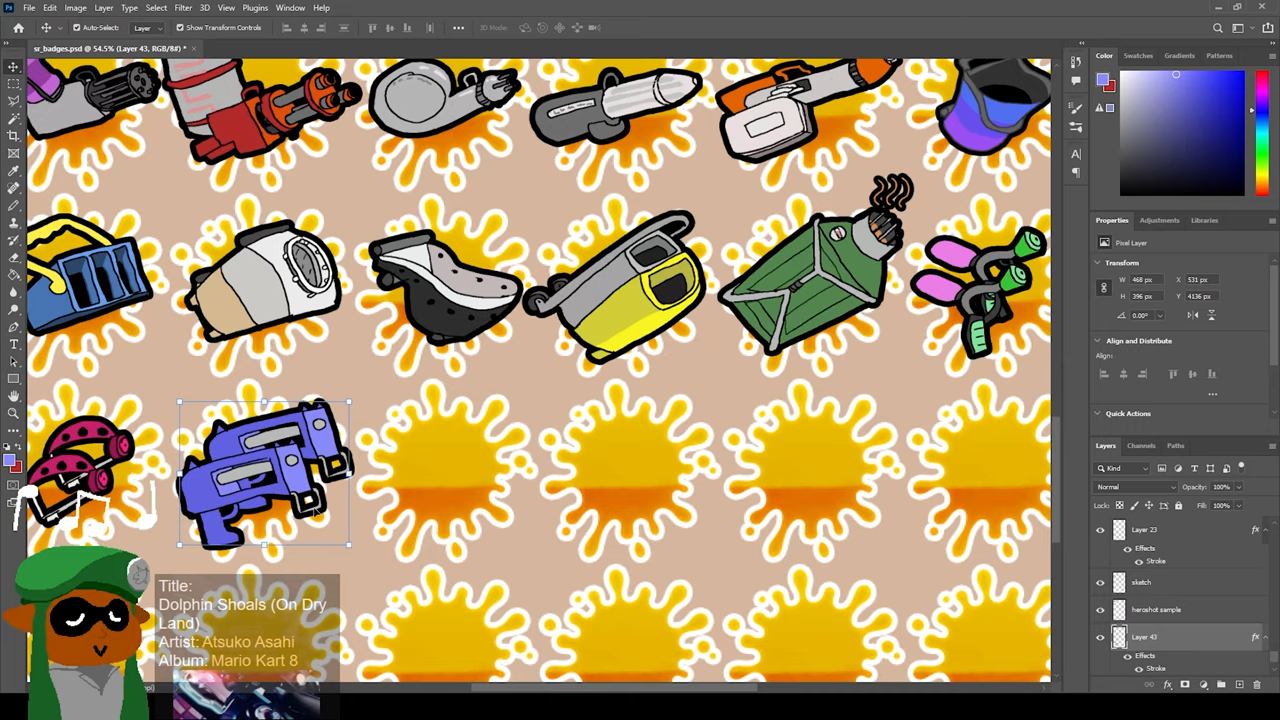 File Edit Image Layer Type Select Filter 3D View Plugins Window Help
Auto-Select: Layer Show Transform Controls 3D Mode:
sr_badges.psd @ 54.5% (Layer 43, RGB/8#) *
Color Swatches Gradients Patterns
Properties Adjustments Libraries
Pixel Layer
Transform
W 468 px X 531 px
H 396 px Y 4136 px
0.00°
Align and Distribute
Align:
Quick Actions
Layers Channels Paths
Kind
Normal Opacity: 100%
Lock: Fill: 100%
Layer 23 fx
Effects
Stroke
sketch
heroshot sample
Layer 43 fx
Effects
Stroke
Title:
Dolphin Shoals (On Dry
Land)
Artist: Atsuko Asahi
Album: Mario Kart 8